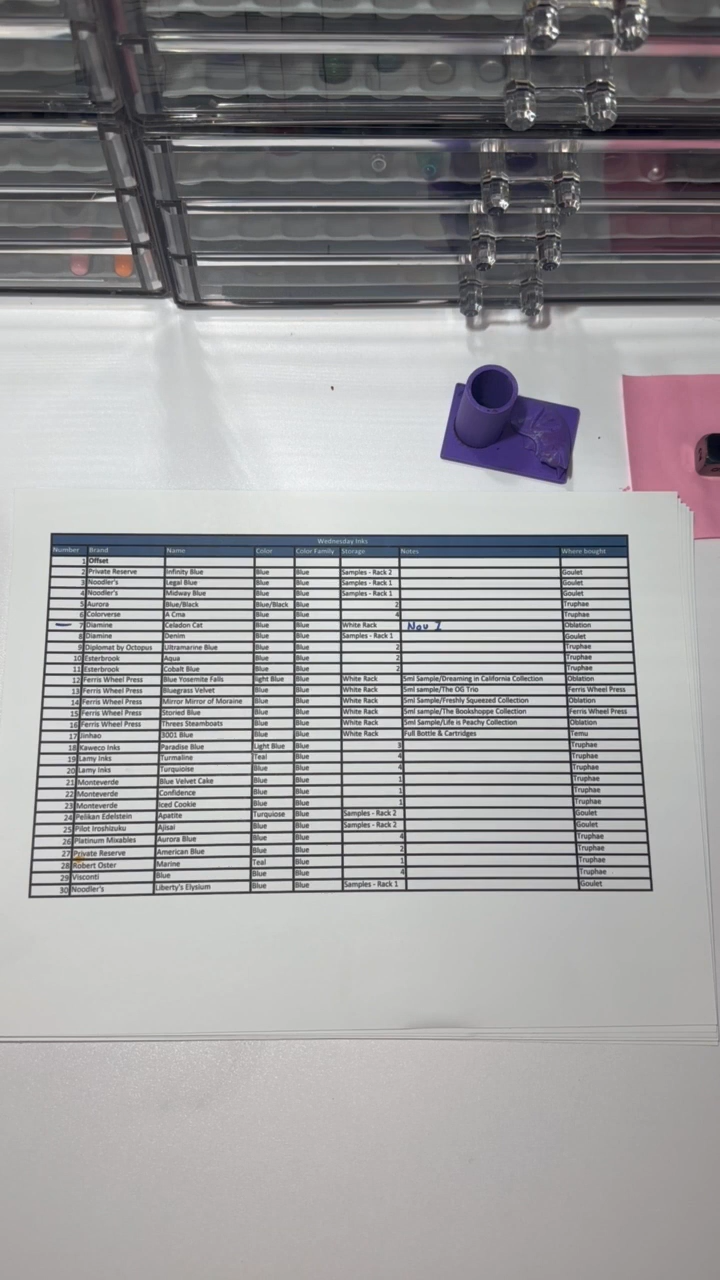 Wednesday Inks
Number Brand Name Color Color Family Storage Notes Where bought
1 Offset
2 Private Reserve Infinity Blue Blue Blue Samples - Rack 2 Goulet
3 Noodler's Legal Blue Blue Blue Samples - Rack 1 Goulet
4 Noodler's Midway Blue Blue Blue Samples - Rack 1 Goulet
5 Aurora Blue/Black Blue/Black Blue 2 Truphae
6 Colorverse A Cma Blue Blue 4 Truphae
— 7 Diamine Celadon Cat Blue Blue White Rack Nov 1 Oblation
8 Diamine Denim Blue Blue Samples - Rack 1 Goulet
9 Diplomat by Octopus Ultramarine Blue Blue Blue 2 Truphae
10 Esterbrook Aqua Blue Blue 2 Truphae
11 Esterbrook Cobalt Blue Blue Blue 2 Truphae
12 Ferris Wheel Press Blue Yosemite Falls light Blue Blue White Rack 5ml Sample/Dreaming in California Collection Oblation
13 Ferris Wheel Press Bluegrass Velvet Blue Blue White Rack 5ml sample/The OG Trio Ferris Wheel Press
14 Ferris Wheel Press Mirror Mirror of Moraine Blue Blue White Rack 5ml Sample/Freshly Squeezed Collection Oblation
15 Ferris Wheel Press Storied Blue Blue Blue White Rack 5ml sample/The Bookshoppe Collection Ferris Wheel Press
16 Ferris Wheel Press Threes Steamboats Blue Blue White Rack 5ml Sample/Life is Peachy Collection Oblation
17 Jinhao 3001 Blue Blue Blue White Rack Full Bottle & Cartridges Temu
18 Kaweco Inks Paradise Blue Light Blue Blue 3 Truphae
19 Lamy Inks Turmaline Teal Blue 4 Truphae
20 Lamy Inks Turquoise Blue Blue 4 Truphae
21 Monteverde Blue Velvet Cake Blue Blue 1 Truphae
22 Monteverde Confidence Blue Blue 1 Truphae
23 Monteverde Iced Cookie Blue Blue 1 Truphae
24 Pelikan Edelstein Apatite Turquiose Blue Samples - Rack 2 Goulet
25 Pilot Iroshizuku Ajisai Blue Blue Samples - Rack 2 Goulet
26 Platinum Mixables Aurora Blue Blue Blue 4 Truphae
27 Private Reserve American Blue Blue Blue 2 Truphae
28 Robert Oster Marine Teal Blue 1 Truphae
29 Visconti Blue Blue Blue 4 Truphae
30 Noodler's Liberty's Elysium Blue Blue Samples - Rack 1 Goulet